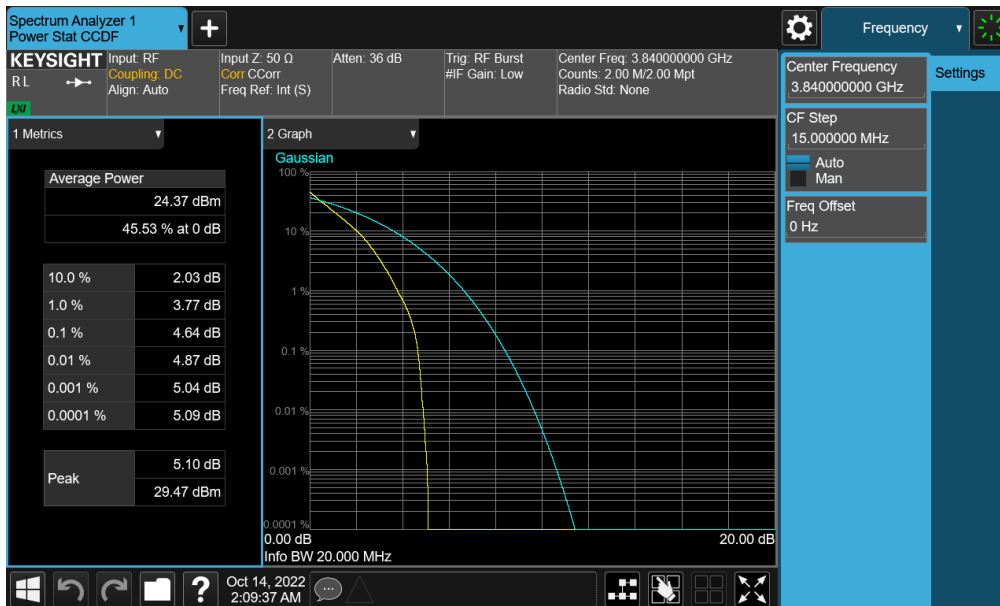 Spectrum Analyzer 1
Power Stat CCDF
Frequency
KEYSIGHT
RL
LXI
Input: RF
Coupling: DC
Align: Auto
Input Z: 50 Ω
Corr CCorr
Freq Ref: Int (S)
Atten: 36 dB
Trig: RF Burst
#IF Gain: Low
Center Freq: 3.840000000 GHz
Counts: 2.00 M/2.00 Mpt
Radio Std: None
Center Frequency
3.840000000 GHz
Settings
CF Step
15.000000 MHz
Auto
Man
Freq Offset
0 Hz
1 Metrics
Average Power
24.37 dBm
45.53 % at 0 dB
10.0 % 2.03 dB
1.0 % 3.77 dB
0.1 % 4.64 dB
0.01 % 4.87 dB
0.001 % 5.04 dB
0.0001 % 5.09 dB
Peak
5.10 dB
29.47 dBm
2 Graph
Gaussian
100 %
10 %
1 %
0.1 %
0.01 %
0.001 %
0.0001 %
0.00 dB 20.00 dB
Info BW 20.000 MHz
?
Oct 14, 2022
2:09:37 AM